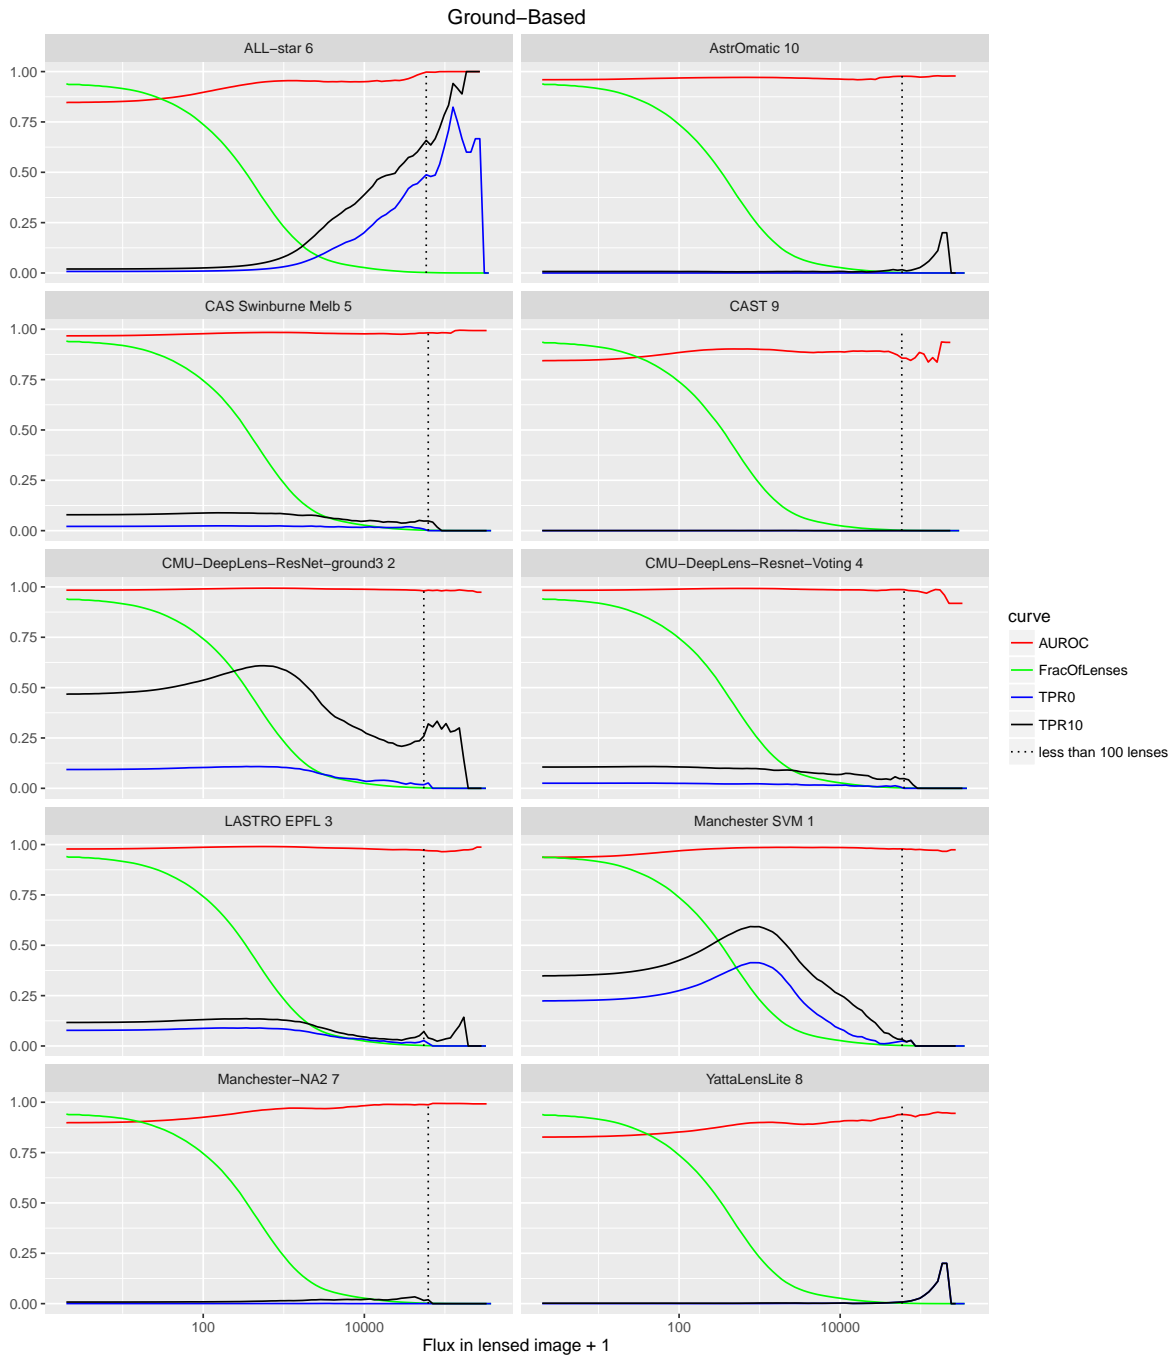 Ground−Based
ALL−star 6
AstrOmatic 10
1.00
0.75
0.50
0.25
0.00
CAS Swinburne Melb 5
CAST 9
1.00
0.75
0.50
0.25
0.00
CMU−DeepLens−ResNet−ground3 2
CMU−DeepLens−Resnet−Voting 4
1.00
0.75
0.50
0.25
0.00
LASTRO EPFL 3
Manchester SVM 1
1.00
0.75
0.50
0.25
0.00
Manchester−NA2 7
YattaLensLite 8
1.00
0.75
0.50
0.25
0.00
100
10000
100
10000
Flux in lensed image + 1
curve
AUROC
FracOfLenses
TPR0
TPR10
less than 100 lenses